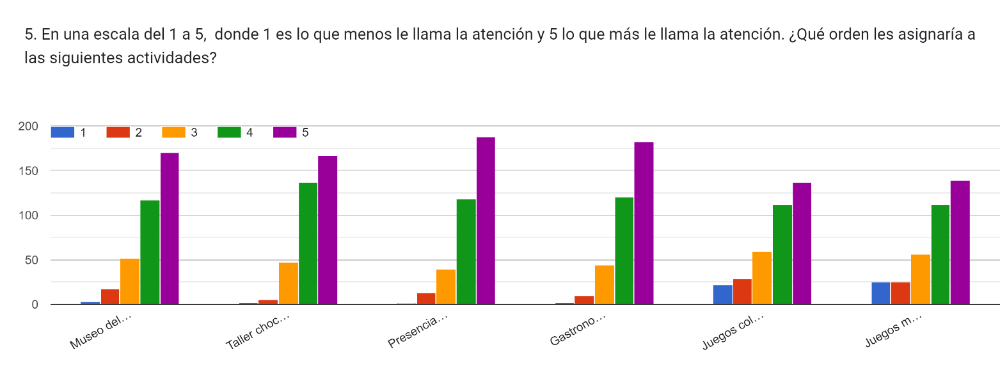 5. En una escala del 1 a 5,  donde 1 es lo que menos le llama la atención y 5 lo que más le llama la atención. ¿Qué orden les asignaría a
las siguientes actividades?
200
1 2 3 4 5
150
100
50
0
Museo del…
Taller choc…
Presencia…
Gastrono…
Juegos col…
Juegos m…